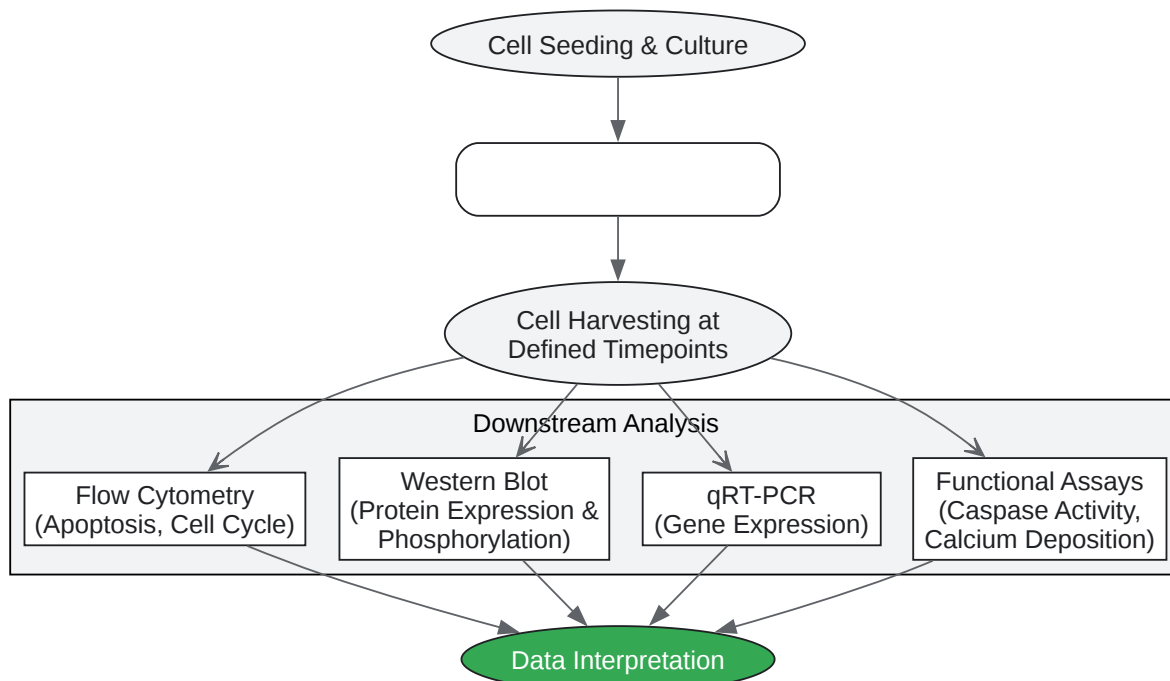 Cell Seeding & Culture
Cell Harvesting at
Defined Timepoints
Downstream Analysis
Flow Cytometry
(Apoptosis, Cell Cycle)
Western Blot
(Protein Expression &
Phosphorylation)
qRT-PCR
(Gene Expression)
Functional Assays
(Caspase Activity,
Calcium Deposition)
Data Interpretation